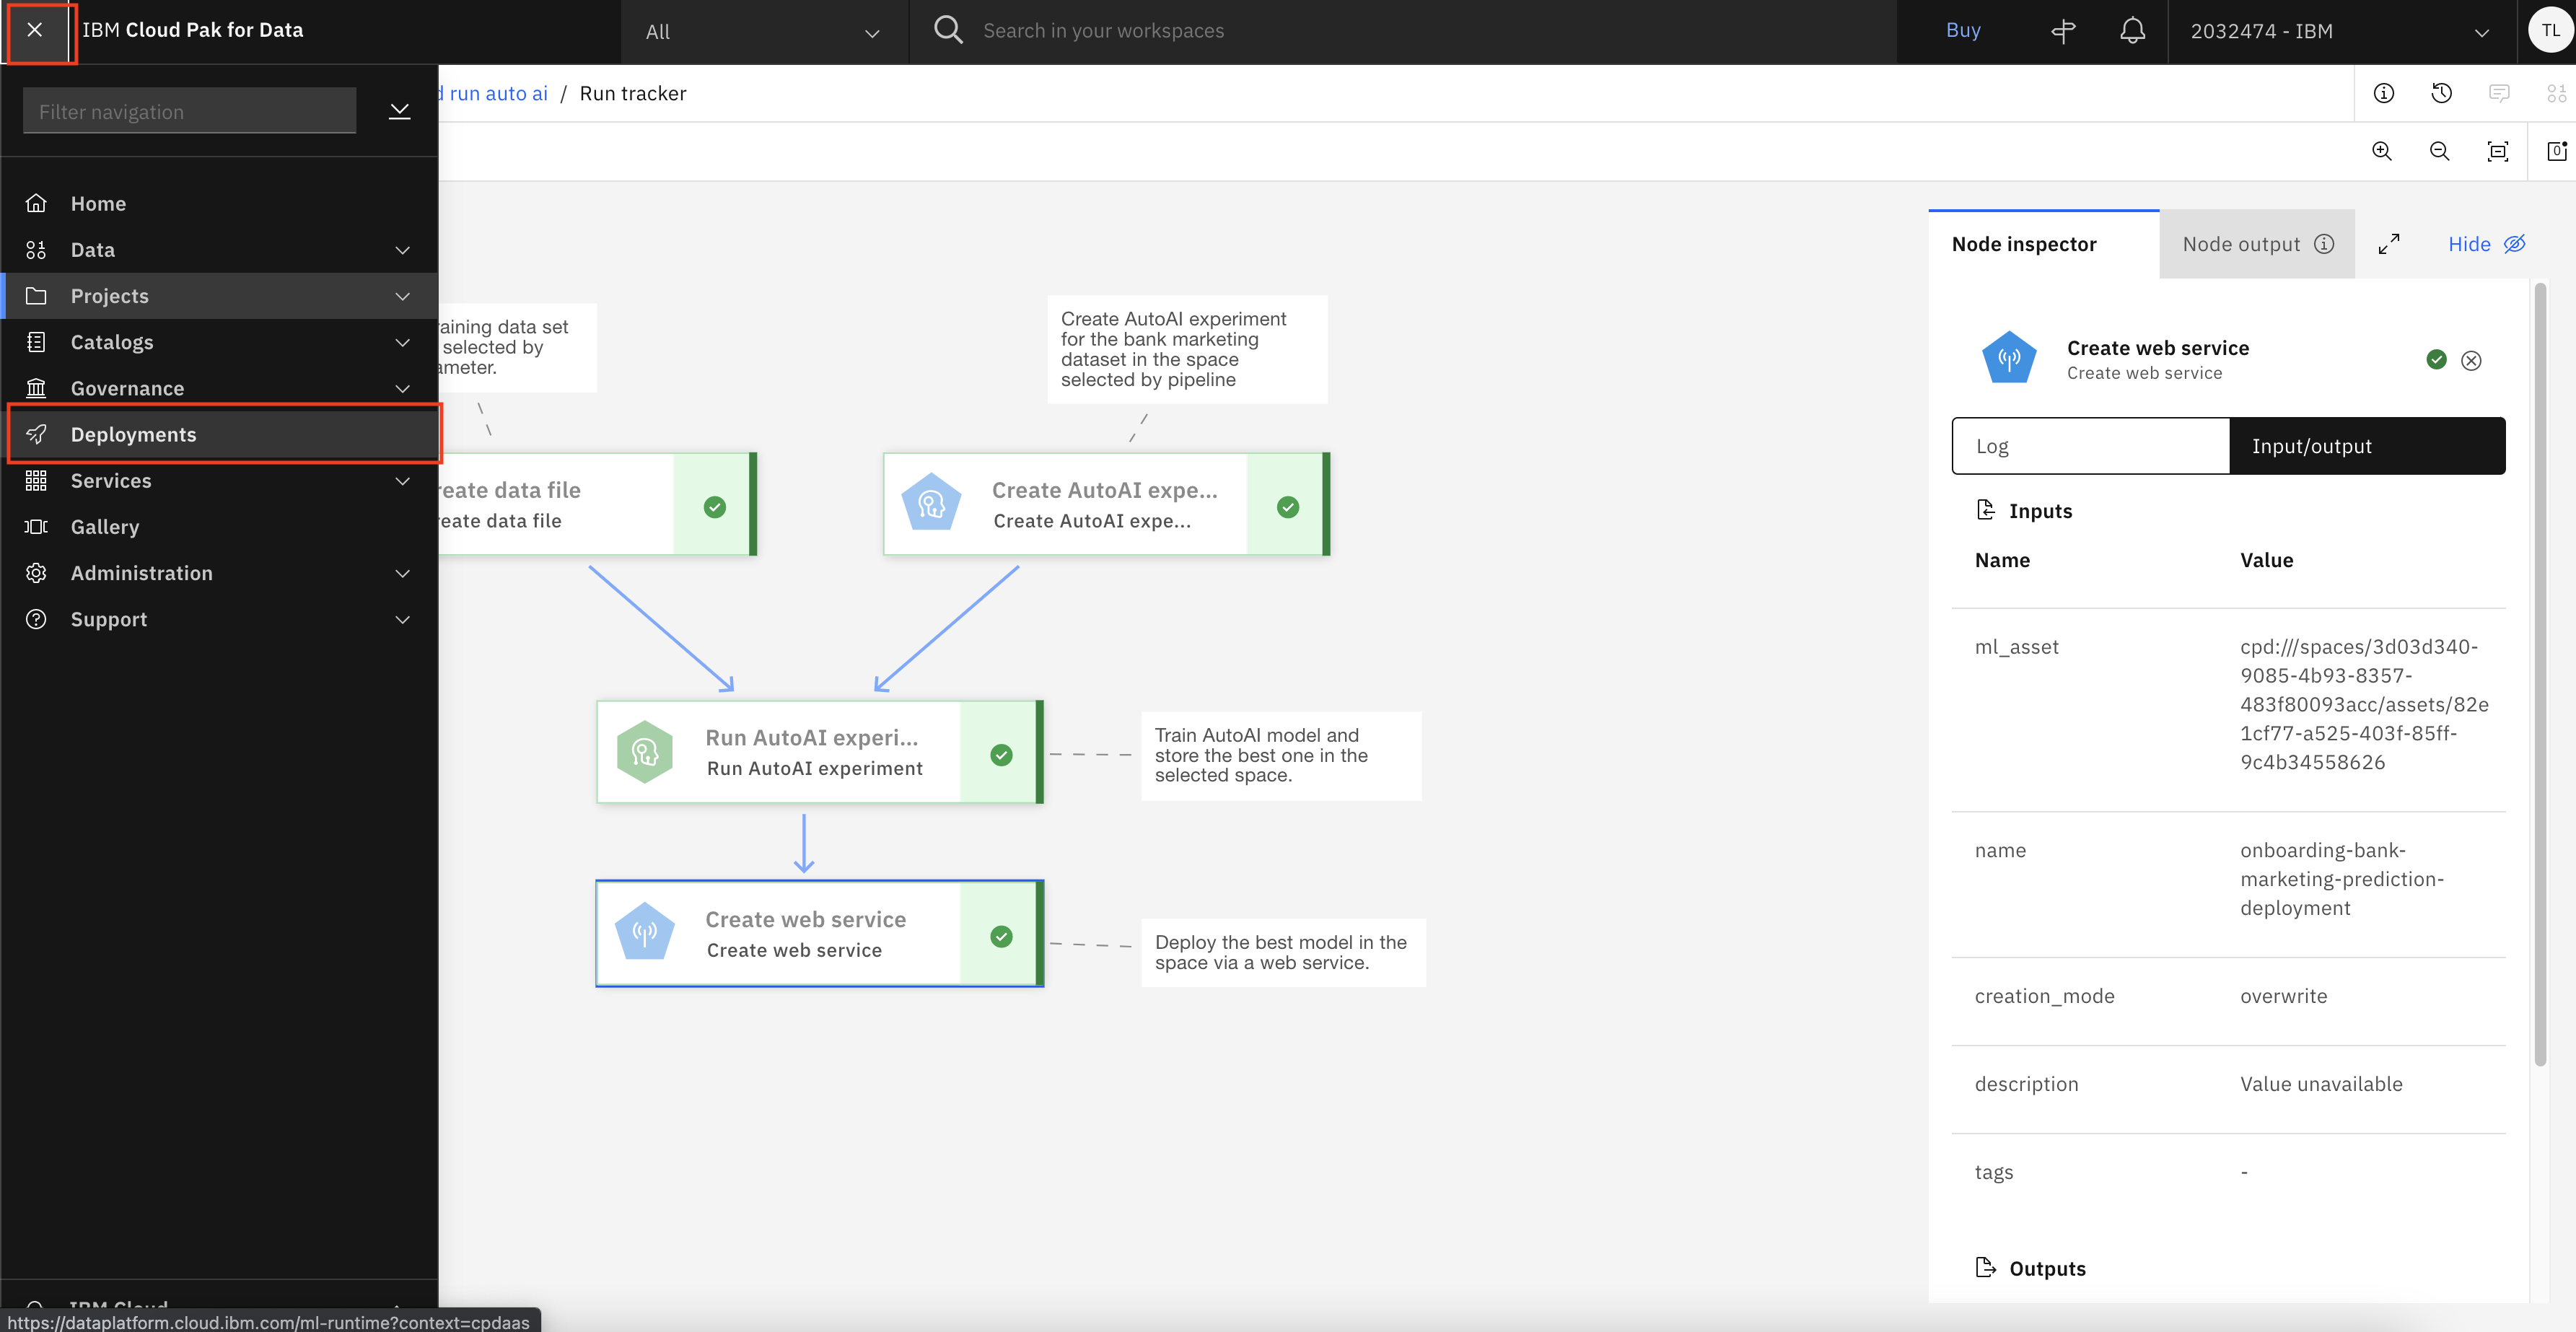 IBM Cloud Pak for Data
All
Search in your workspaces
Buy
2032474 - IBM
TL
Filter navigation
run auto ai / Run tracker
Home
Data
Projects
Catalogs
Governance
Deployments
Services
Gallery
Administration
Support
IBM Cloud
https://dataplatform.cloud.ibm.com/ml-runtime?context=cpdaas
aining data set
selected by
ameter.
Create AutoAI experiment
for the bank marketing
dataset in the space
selected by pipeline
reate data file
reate data file
Create AutoAI expe...
Create AutoAI expe...
Run AutoAI experi...
Run AutoAI experiment
Train AutoAI model and
store the best one in the
selected space.
Create web service
Create web service
Deploy the best model in the
space via a web service.
Node inspector
Node output
Hide
Create web service
Create web service
Log
Input/output
Inputs
Name Value
ml_asset cpd:///spaces/3d03d340-
9085-4b93-8357-
483f80093acc/assets/82e
1cf77-a525-403f-85ff-
9c4b34558626
name onboarding-bank-
marketing-prediction-
deployment
creation_mode overwrite
description Value unavailable
tags -
Outputs